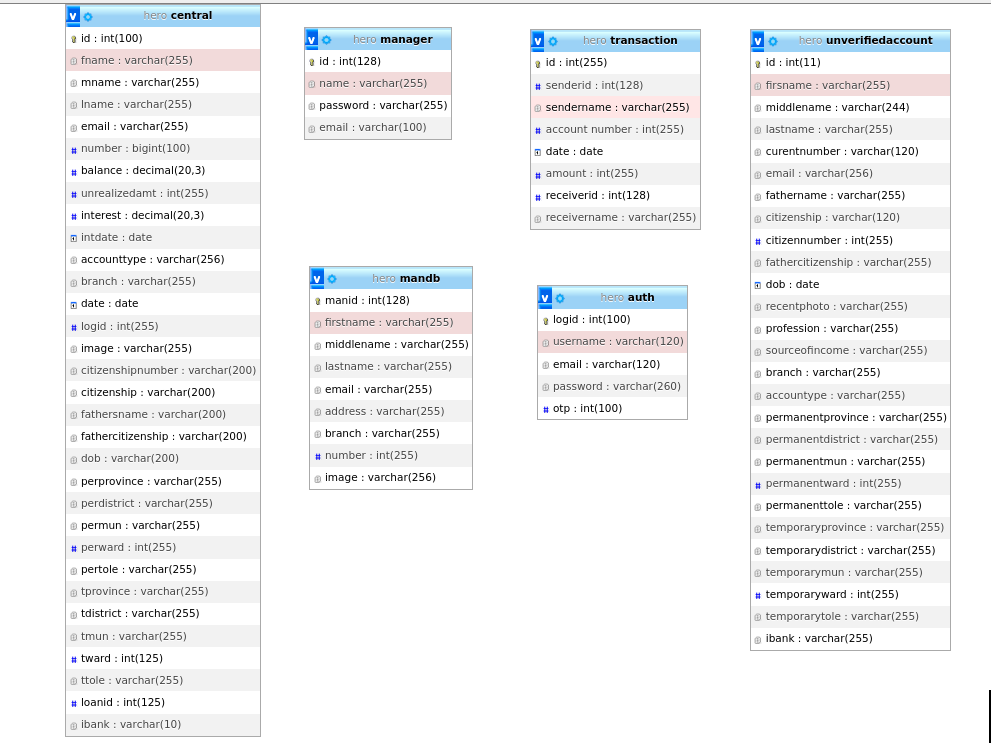 hero central
id : int(100)
fname : varchar(255)
mname : varchar(255)
lname : varchar(255)
email : varchar(255)
number : bigint(100)
balance : decimal(20,3)
unrealizedamt : int(255)
interest : decimal(20,3)
intdate : date
accounttype : varchar(256)
branch : varchar(255)
date : date
logid : int(255)
image : varchar(255)
citizenshipnumber : varchar(200)
citizenship : varchar(200)
fathersname : varchar(200)
fathercitizenship : varchar(200)
dob : varchar(200)
perprovince : varchar(255)
perdistrict : varchar(255)
permun : varchar(255)
perward : int(255)
pertole : varchar(255)
tprovince : varchar(255)
tdistrict : varchar(255)
tmun : varchar(255)
tward : int(125)
ttole : varchar(255)
loanid : int(125)
ibank : varchar(10)
hero manager
id : int(128)
name : varchar(255)
password : varchar(255)
email : varchar(100)
hero mandb
manid : int(128)
firstname : varchar(255)
middlename : varchar(255)
lastname : varchar(255)
email : varchar(255)
address : varchar(255)
branch : varchar(255)
number : int(255)
image : varchar(256)
hero transaction
id : int(255)
senderid : int(128)
sendername : varchar(255)
account number : int(255)
date : date
amount : int(255)
receiverid : int(128)
receivername : varchar(255)
hero auth
logid : int(100)
username : varchar(120)
email : varchar(120)
password : varchar(260)
otp : int(100)
hero unverifiedaccount
id : int(11)
firsname : varchar(255)
middlename : varchar(244)
lastname : varchar(255)
curentnumber : varchar(120)
email : varchar(256)
fathername : varchar(255)
citizenship : varchar(120)
citizennumber : int(255)
fathercitizenship : varchar(255)
dob : date
recentphoto : varchar(255)
profession : varchar(255)
sourceofincome : varchar(255)
branch : varchar(255)
accountype : varchar(255)
permanentprovince : varchar(255)
permanentdistrict : varchar(255)
permanentmun : varchar(255)
permanentward : int(255)
permanenttole : varchar(255)
temporaryprovince : varchar(255)
temporarydistrict : varchar(255)
temporarymun : varchar(255)
temporaryward : int(255)
temporarytole : varchar(255)
ibank : varchar(255)